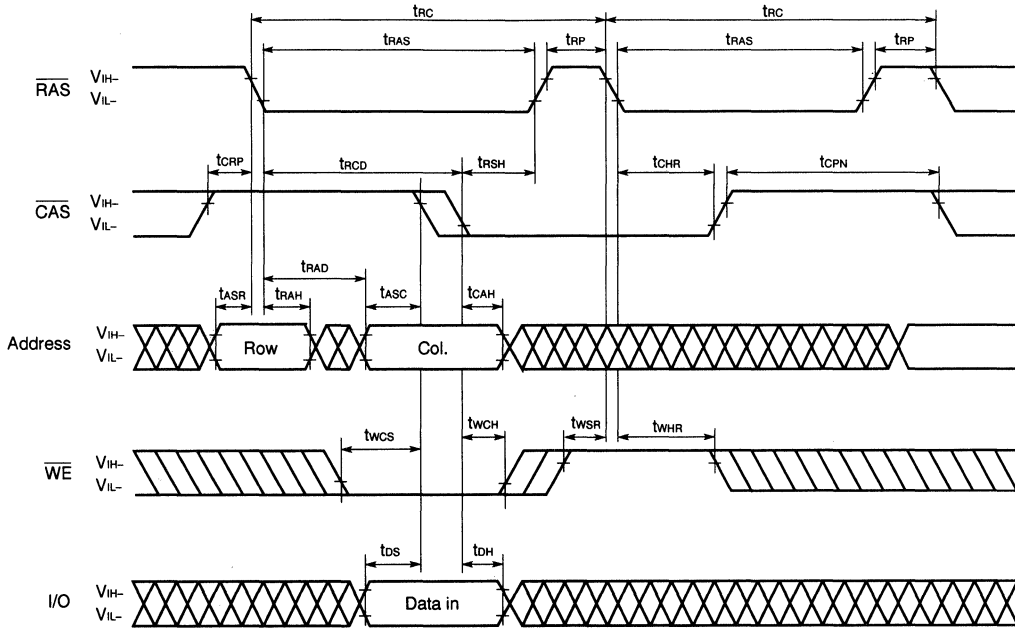 tRC tRC
tRAS tRP tRAS tRP
RAS VIH– VIL–
tCRP tRCD tRSH tCHR tCPN
CAS VIH– VIL–
tRAD
tASR tRAH tASC tCAH
Address VIH– VIL– Row Col.
tWCS tWCH tWSR tWHR
WE VIH– VIL–
tDS tDH
I/O VIH– VIL– Data in